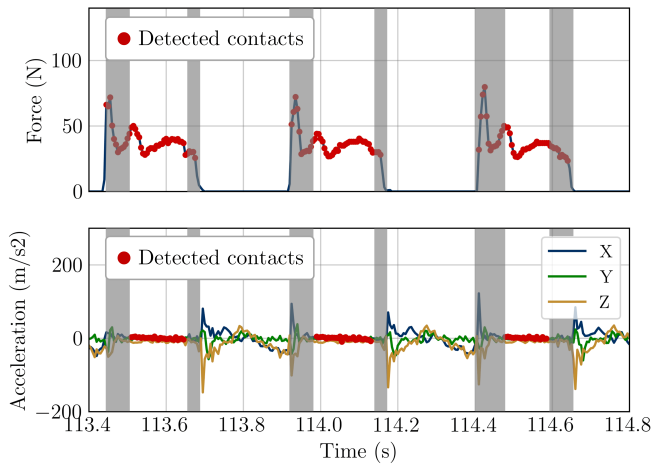 100
50
0
Force (N)
Detected contacts
200
0
−200
Acceleration (m/s2)
Detected contacts
X
Y
Z
113.4 113.6 113.8 114.0 114.2 114.4 114.6 114.8
Time (s)